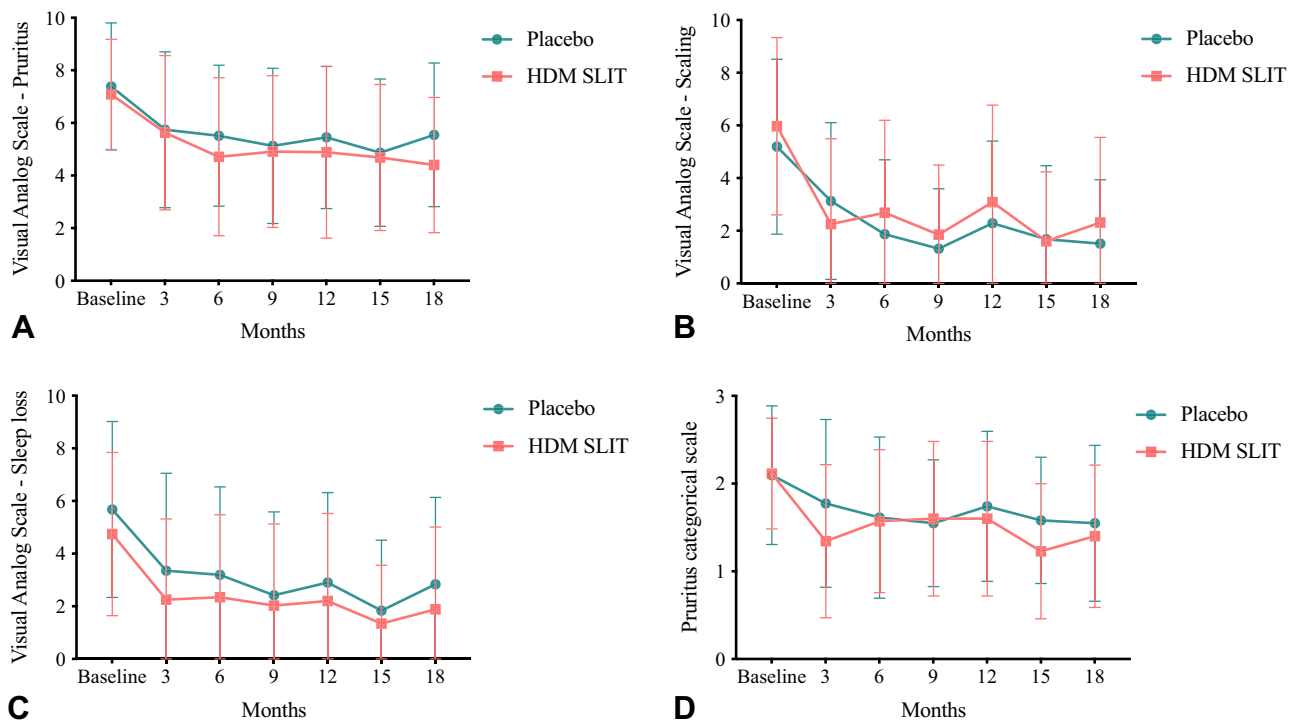 Visual Analog Scale - Pruritus
10
8
6
4
2
0
Baseline 3 6 9 12 15 18
Months
Placebo
HDM SLIT
A
Visual Analog Scale - Scaling
10
8
6
4
2
0
Baseline 3 6 9 12 15 18
Months
Placebo
HDM SLIT
B
Visual Analog Scale - Sleep loss
10
8
6
4
2
0
Baseline 3 6 9 12 15 18
Months
Placebo
HDM SLIT
C
Pruritus categorical scale
3
2
1
0
Baseline 3 6 9 12 15 18
Months
Placebo
HDM SLIT
D